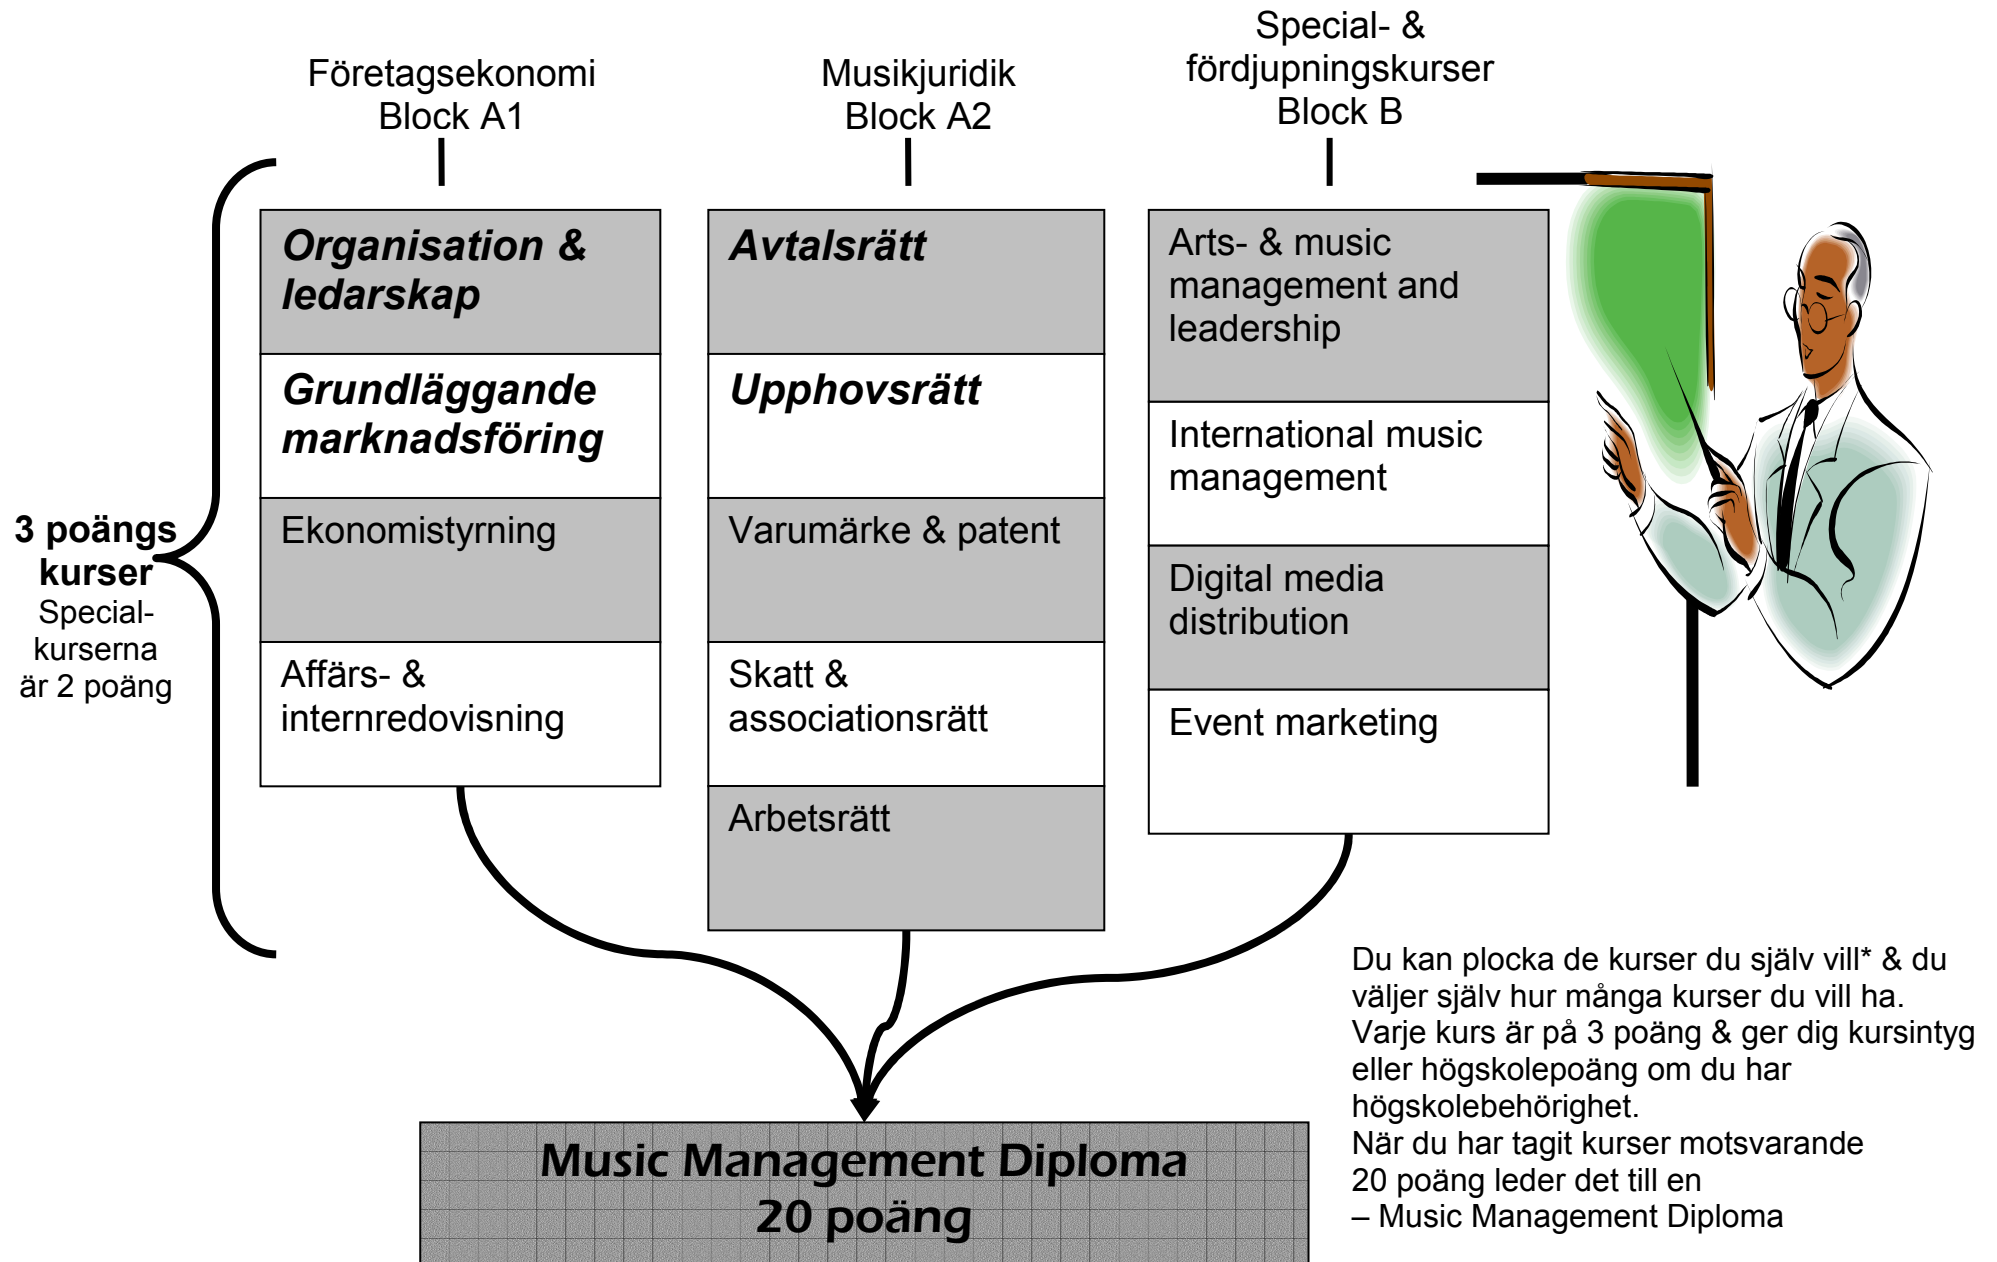 Företagsekonomi
Block A1
Musikjuridik
Block A2
Special- &
fördjupningskurser
Block B
3 poängs
kurser
Special-
kurserna
är 2 poäng
Organisation &
ledarskap
Grundläggande
marknadsföring
Ekonomistyrning
Affärs- &
internredovisning
Avtalsrätt
Upphovsrätt
Varumärke & patent
Skatt &
associationsrätt
Arbetsrätt
Arts- & music
management and
leadership
International music
management
Digital media
distribution
Event marketing
Du kan plocka de kurser du själv vill* & du
väljer själv hur många kurser du vill ha.
Varje kurs är på 3 poäng & ger dig kursintyg
eller högskolepoäng om du har
högskolebehörighet.
När du har tagit kurser motsvarande
20 poäng leder det till en
– Music Management Diploma
Music Management Diploma
20 poäng